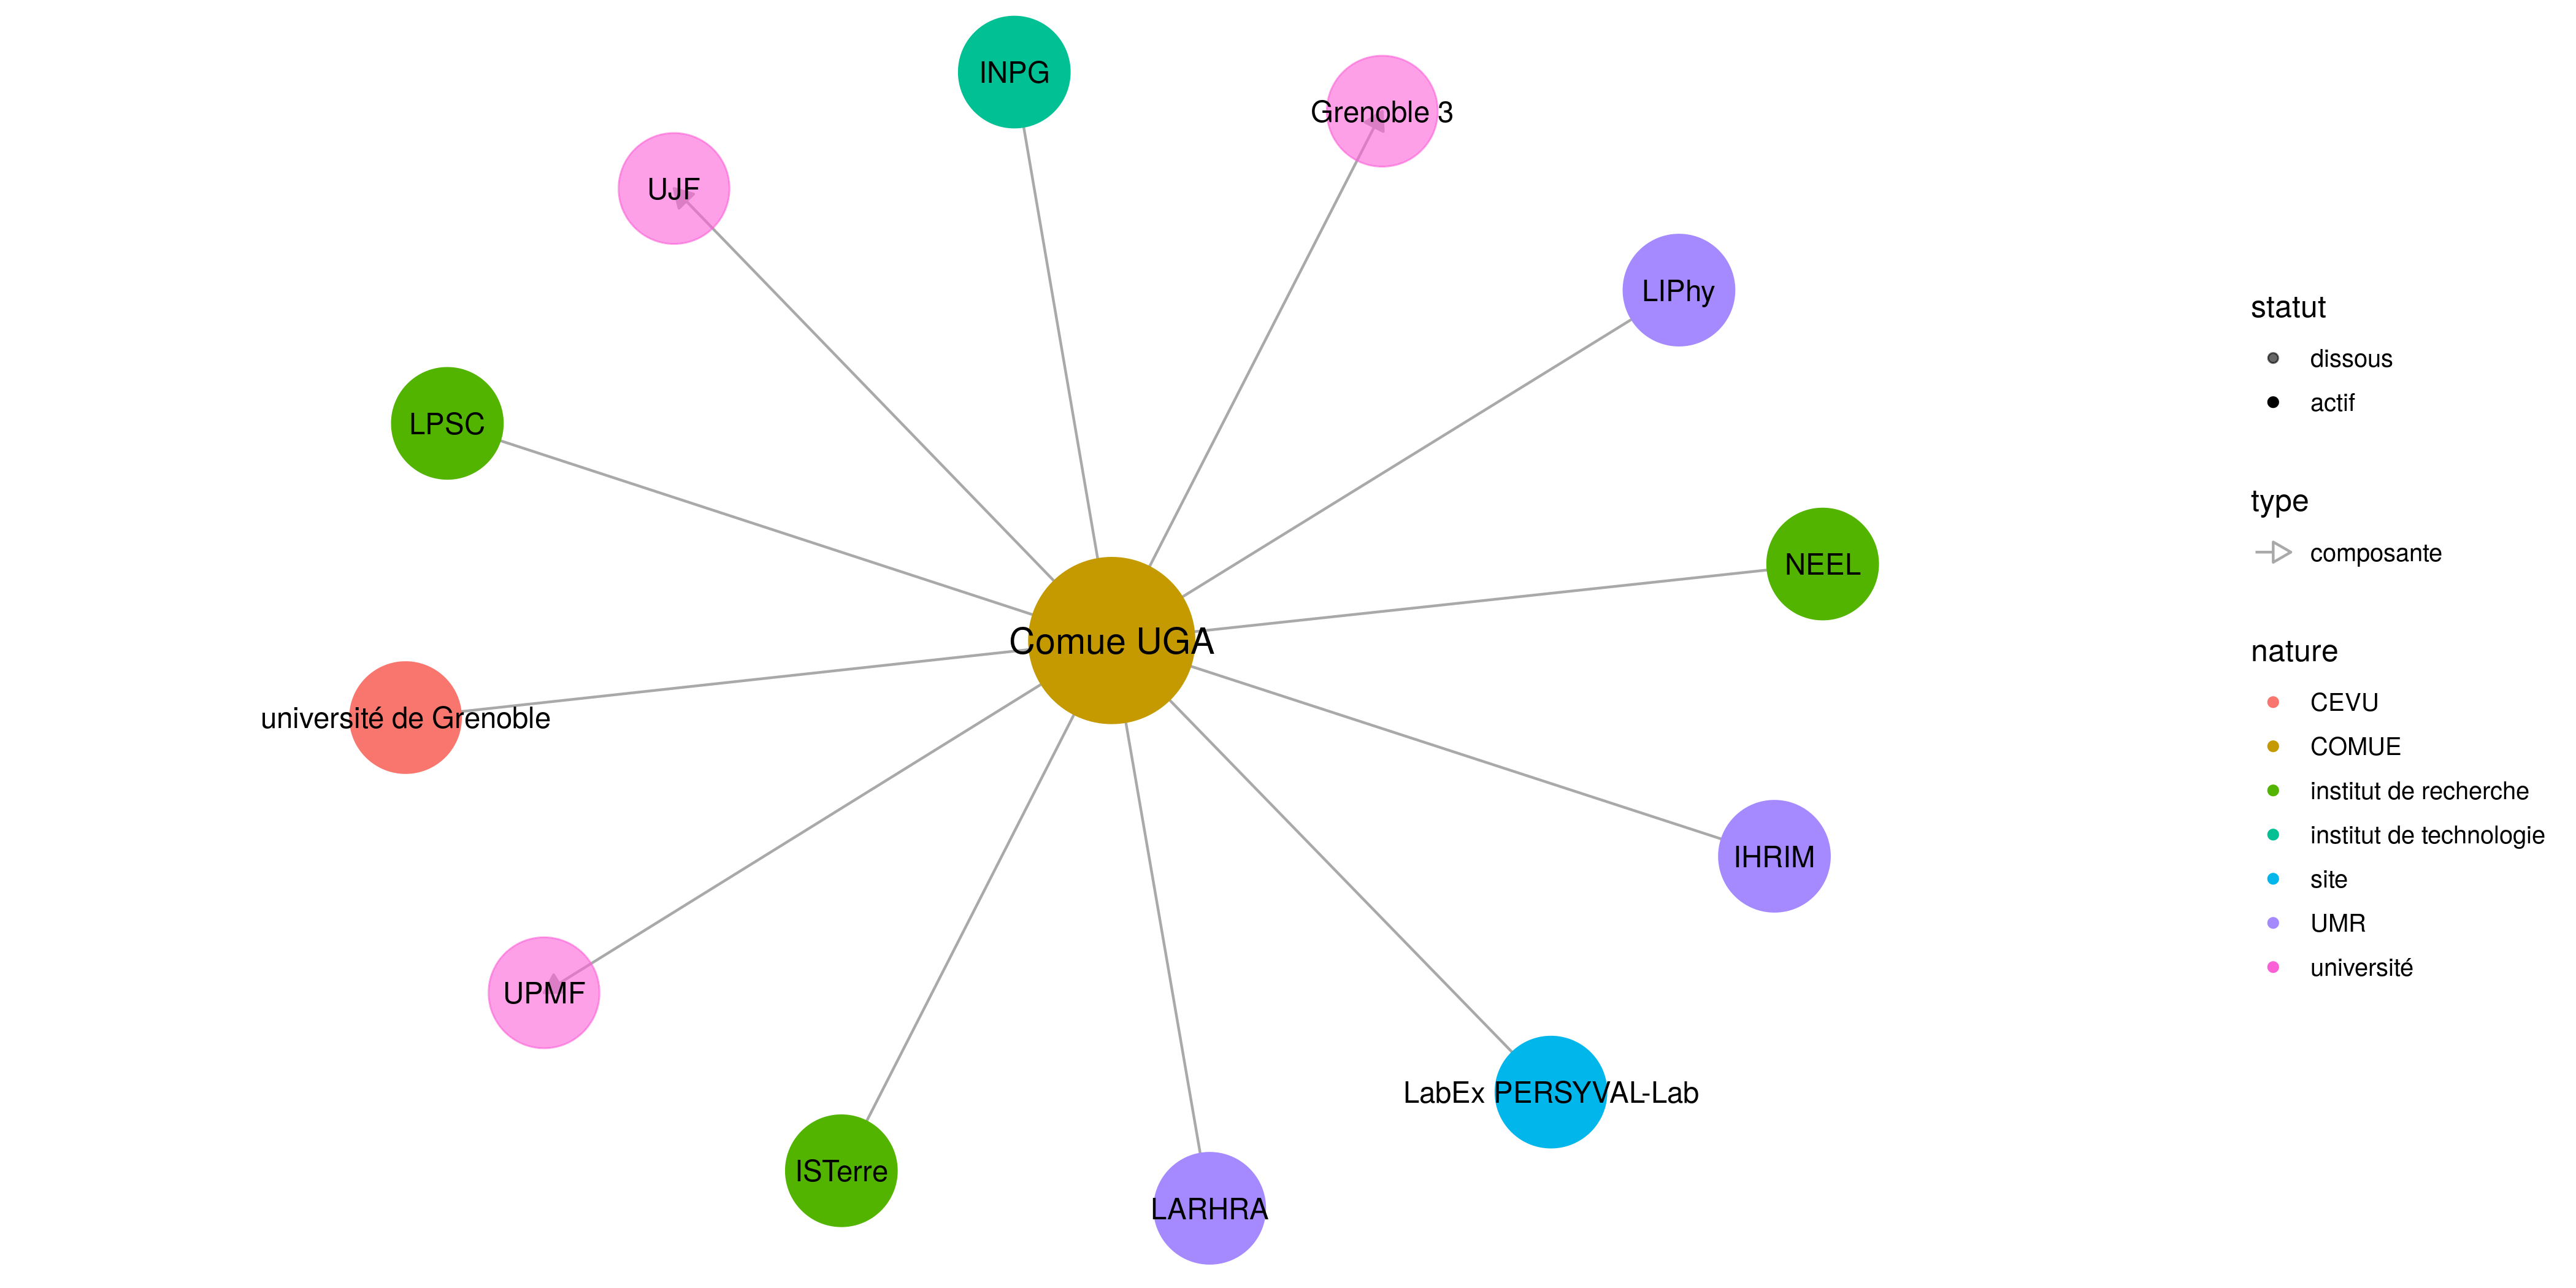 INPG
Grenoble 3
UJF
LIPhy
LPSC
NEEL
Comue UGA
université de Grenoble
IHRIM
UPMF
LabEx PERSYVAL-Lab
ISTerre
LARHRA
statut
dissous
actif
type
composante
nature
CEVU
COMUE
institut de recherche
institut de technologie
site
UMR
université